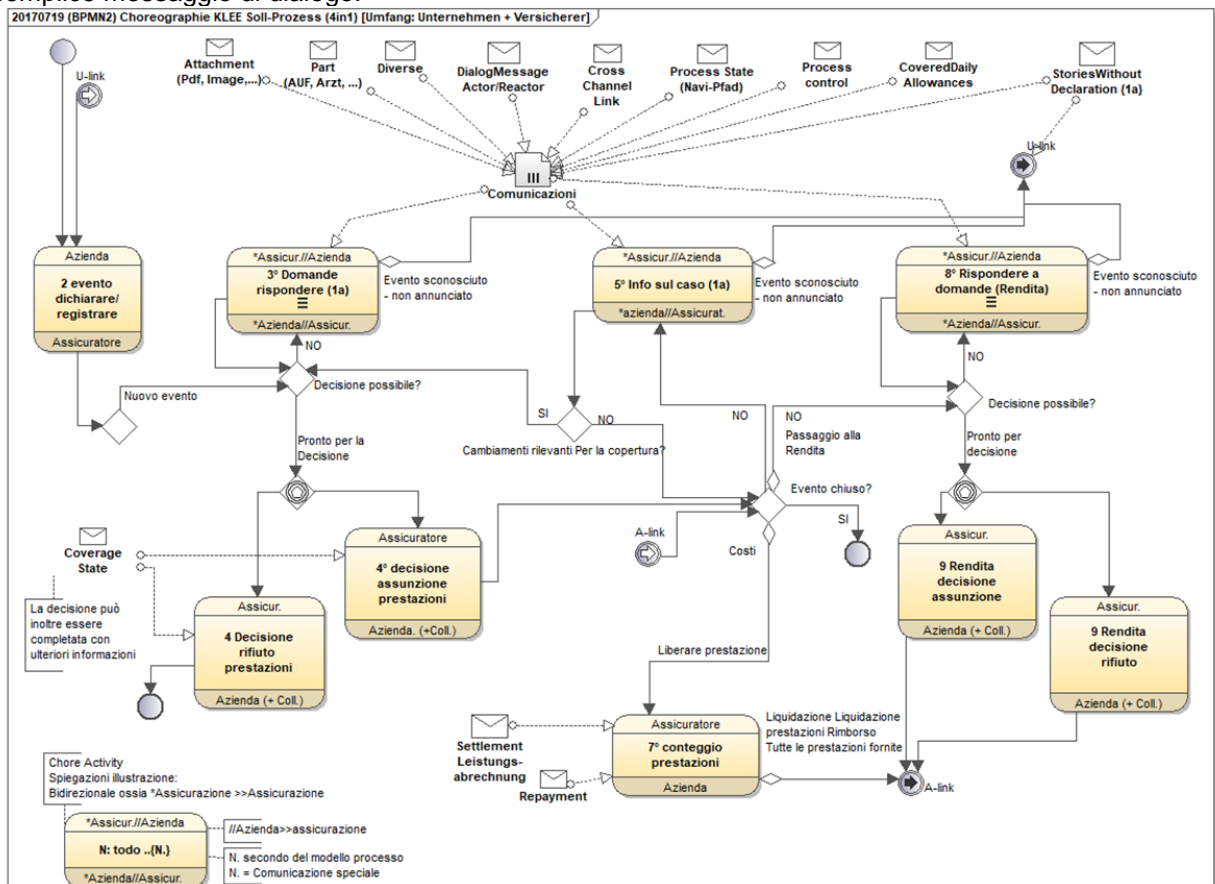 semplice messaggio di dialogo.
20170719 (BPMN2) Choreographie KLEE Soll-Prozess (4in1) [Umfang: Unternehmen + Versicherer]
U-link
Attachment
(Pdf, Image,...)
Part
(AUF, Arzt, ...)
Diverse
DialogMessage
Actor/Reactor
Cross
Channel
Link
Process State
(Navi-Pfad)
Process
control
CoveredDaily
Allowances
StoriesWithout
Declaration {1a}
U-link
Comunicazioni
Azienda
2 evento
dichiarare/
registrare
Assicuratore
*Assicur.//Azienda
3º Domande
rispondere (1a)
*Azienda//Assicur.
Evento sconosciuto
- non annunciato
*Assicur.//Azienda
5º Info sul caso (1a)
*azienda//Assicurat.
Evento sconosciuto
- non annunciato
*Assicur.//Azienda
8º Rispondere a
domande (Rendita)
*Azienda//Assicur.
Evento sconosciuto
- non annunciato
NO
Decisione possibile?
Nuovo evento
SI
NO
Cambiamenti rilevanti Per la copertura?
NO
NO
Passaggio alla
Rendita
NO
Decisione possibile?
Pronto per la
Decisione
Pronto per
decisione
Evento chiuso?
SI
A-link
Costi
Coverage
State
La decisione può
inoltre essere
completata con
ulteriori informazioni
Assicuratore
4º decisione
assunzione
prestazioni
Azienda. (+Coll.)
Assicur.
4 Decisione
rifiuto
prestazioni
Azienda (+ Coll.)
Assicur.
9 Rendita
decisione
assunzione
Azienda (+ Coll.)
Assicur.
9 Rendita
decisione
rifiuto
Azienda (+ Coll.)
Liberare prestazione
Settlement
Leistungs-
abrechnung
Repayment
Assicuratore
7º conteggio
prestazioni
Azienda
Liquidazione Liquidazione
prestazioni Rimborso
Tutte le prestazioni fornite
A-link
Chore Activity
Spiegazioni illustrazione:
Bidirezionale ossia *Assicurazione >>Assicurazione
*Assicur.//Azienda
N: todo ..{N.}
*Azienda//Assicur.
//Azienda>>assicurazione
N. secondo del modello processo
N. = Comunicazione speciale